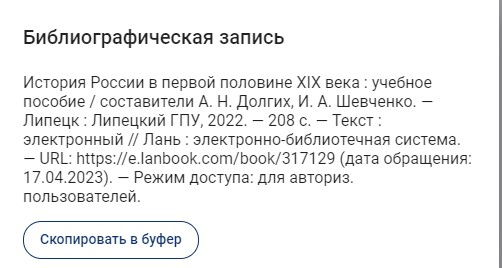 Библиографическая запись
История России в первой половине XIX века : учебное
пособие / составители А. Н. Долгих, И. А. Шевченко. —
Липецк : Липецкий ГПУ, 2022. — 208 с. — Текст :
электронный // Лань : электронно-библиотечная система.
— URL: https://e.lanbook.com/book/317129 (дата обращения:
17.04.2023). — Режим доступа: для авториз.
пользователей.
Скопировать в буфер